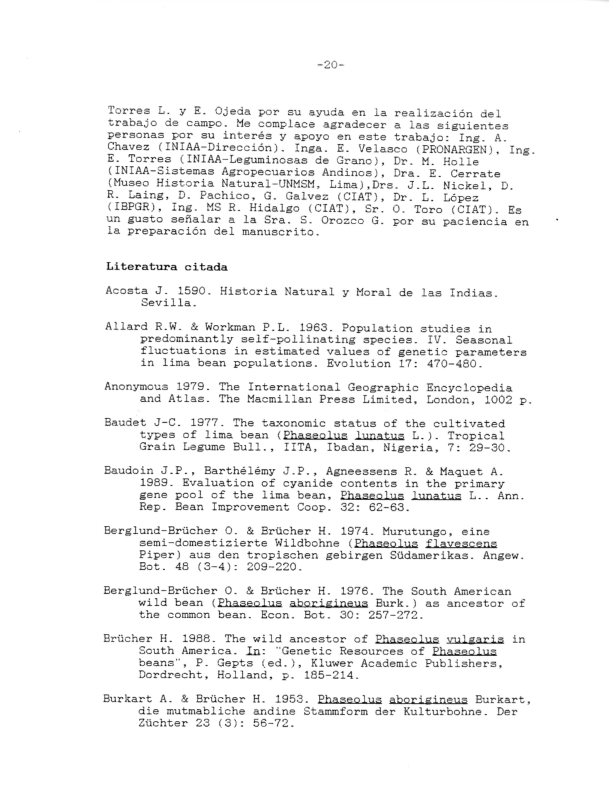 -20-
Torres L. y E. Ojeda por su ayuda en la realización del
trabajo de campo. Me complace agradecer a las siguientes
personas por su interés y apoyo en este trabajo: Ing. A.
Chavez (INIAA-Dirección). Inga. E. Velasco (PRONARGEN), Ing.
E. Torres (INIAA-Leguminosas de Grano), Dr. M. Holle
(INIAA-Sistemas Agropecuarios Andinos), Dra. E. Cerrate
(Museo Historia Natural-UNMSM, Lima),Drs. J.L. Nickel, D.
R. Laing, D. Pachico, G. Galvez (CIAT), Dr. L. López
(IBPGR), Ing. MS R. Hidalgo (CIAT), Sr. O. Toro (CIAT). Es
un gusto señalar a la Sra. S. Orozco G. por su paciencia en
la preparación del manuscrito.
Literatura citada
Acosta J. 1590. Historia Natural y Moral de las Indias.
Sevilla.
Allard R.W. & Workman P.L. 1963. Population studies in
predominantly self-pollinating species. IV. Seasonal
fluctuations in estimated values of genetic parameters
in lima bean populations. Evolution 17: 470-480.
Anonymous 1979. The International Geographic Encyclopedia
and Atlas. The Macmillan Press Limited, London, 1002 p.
Baudet J-C. 1977. The taxonomic status of the cultivated
types of lima bean (Phaseolus lunatus L.). Tropical
Grain Legume Bull., IITA, Ibadan, Nigeria, 7: 29-30.
Baudoin J.P., Barthélémy J.P., Agneessens R. & Maquet A.
1989. Evaluation of cyanide contents in the primary
gene pool of the lima bean, Phaseolus lunatus L.. Ann.
Rep. Bean Improvement Coop. 32: 62-63.
Berglund-Brücher O. & Brücher H. 1974. Murutungo, eine
semi-domestizierte Wildbohne (Phaseolus flavescens
Piper) aus den tropischen gebirgen Südamerikas. Angew.
Bot. 48 (3-4): 209-220.
Berglund-Brücher O. & Brücher H. 1976. The South American
wild bean (Phaseolus aborigineus Burk.) as ancestor of
the common bean. Econ. Bot. 30: 257-272.
Brücher H. 1988. The wild ancestor of Phaseolus vulgaris in
South America. In: "Genetic Resources of Phaseolus
beans", P. Gepts (ed.), Kluwer Academic Publishers,
Dordrecht, Holland, p. 185-214.
Burkart A. & Brücher H. 1953. Phaseolus aborigineus Burkart,
die mutmabliche andine Stammform der Kulturbohne. Der
Züchter 23 (3): 56-72.